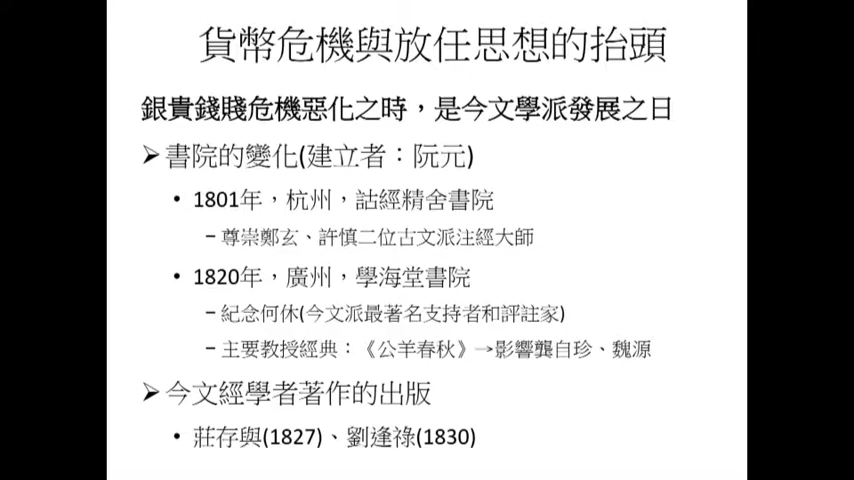 貨幣危機與放任思想的抬頭
銀貴錢賤危機惡化之時，是今文學派發展之日
➢書院的變化(建立者：阮元)
• 1801年，杭州，詁經精舍書院
– 尊崇鄭玄、許慎二位古文派注經大師
• 1820年，廣州，學海堂書院
– 紀念何休(今文派最著名支持者和評註家)
– 主要教授經典：《公羊春秋》→影響龔自珍、魏源
➢今文經學者著作的出版
• 莊存與(1827)、劉逢祿(1830)